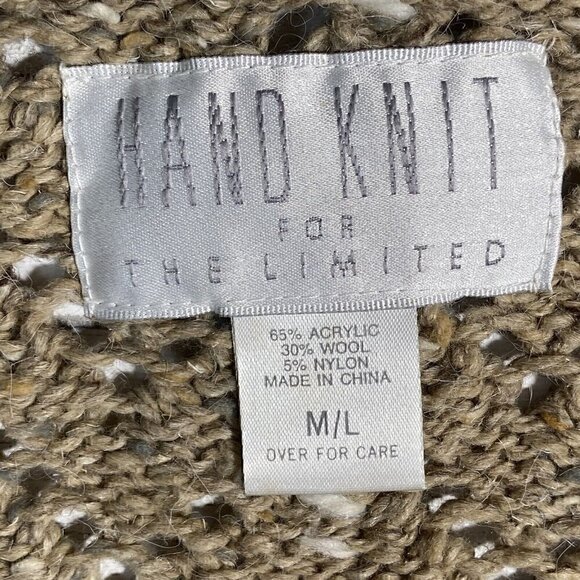 HAND KNIT
FOR
THE LIMITED
65% ACRYLIC
30% WOOL
5% NYLON
MADE IN CHINA
M/L
OVER FOR CARE